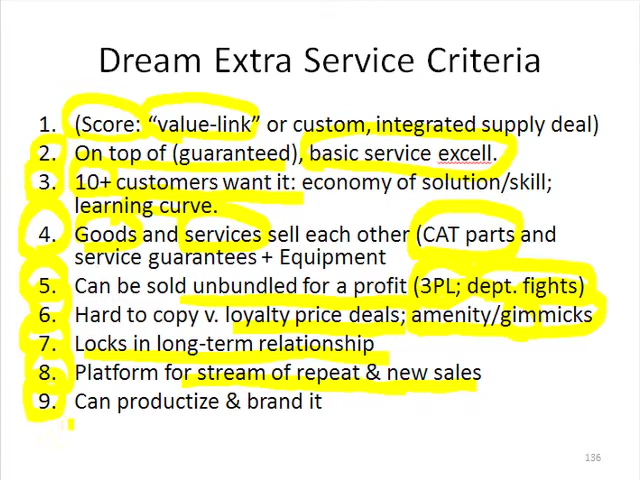 Dream Extra Service Criteria
1. (Score: “value-link” or custom, integrated supply deal)
2. On top of (guaranteed), basic service excell.
3. 10+ customers want it: economy of solution/skill;
learning curve.
4. Goods and services sell each other (CAT parts and
service guarantees + Equipment
5. Can be sold unbundled for a profit (3PL; dept. fights)
6. Hard to copy v. loyalty price deals; amenity/gimmicks
7. Locks in long-term relationship
8. Platform for stream of repeat & new sales
9. Can productize & brand it
136